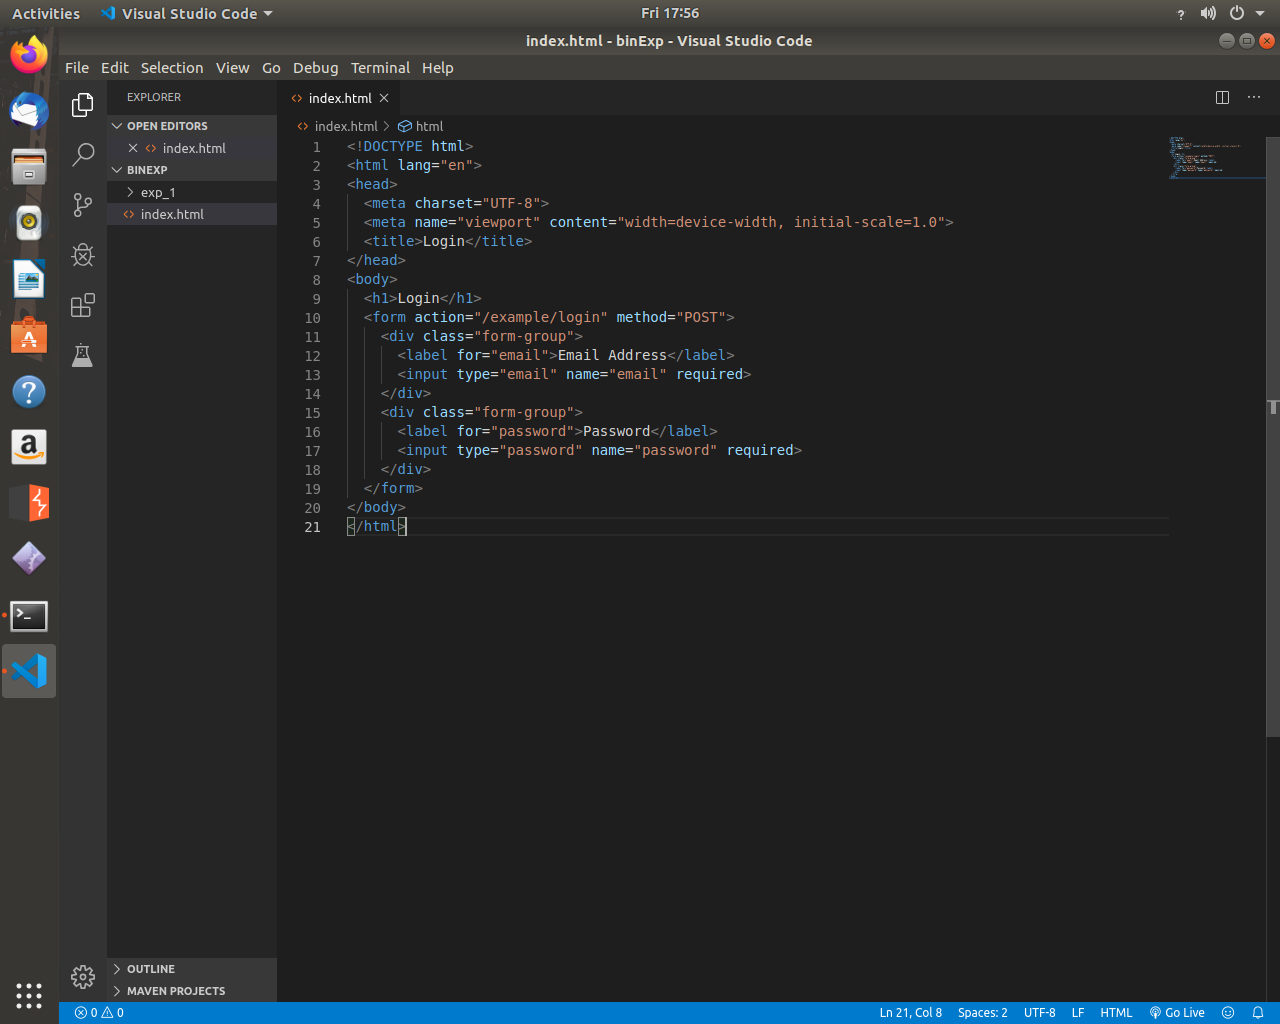 Activities Visual Studio Code Fri 17:56 ?
index.html - binExp - Visual Studio Code
File Edit Selection View Go Debug Terminal Help
EXPLORER
OPEN EDITORS
index.html
BINEXP
exp_1
index.html
OUTLINE
MAVEN PROJECTS
index.html
index.html > html
1 <!DOCTYPE html>
2 <html lang="en">
3 <head>
4 <meta charset="UTF-8">
5 <meta name="viewport" content="width=device-width, initial-scale=1.0">
6 <title>Login</title>
7 </head>
8 <body>
9 <h1>Login</h1>
10 <form action="/example/login" method="POST">
11 <div class="form-group">
12 <label for="email">Email Address</label>
13 <input type="email" name="email" required>
14 </div>
15 <div class="form-group">
16 <label for="password">Password</label>
17 <input type="password" name="password" required>
18 </div>
19 </form>
20 </body>
21 </html>
0 0 Ln 21, Col 8 Spaces: 2 UTF-8 LF HTML Go Live